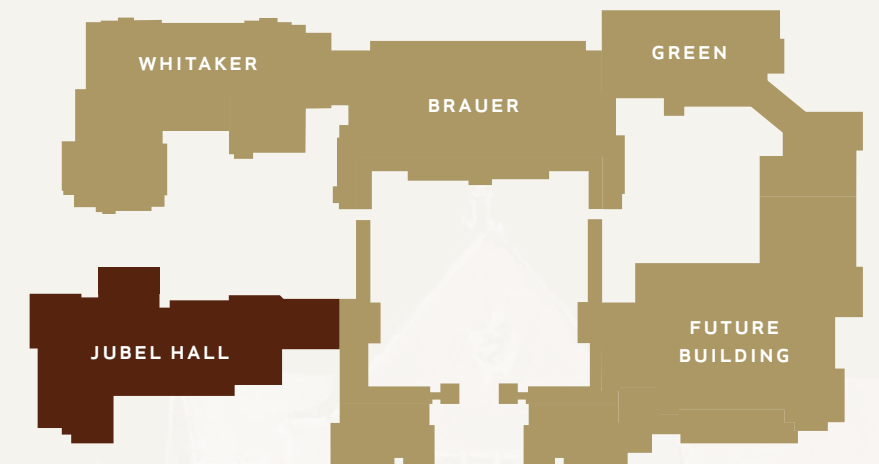 WHITAKER
BRAUER
GREEN
JUBEL HALL
FUTURE
BUILDING